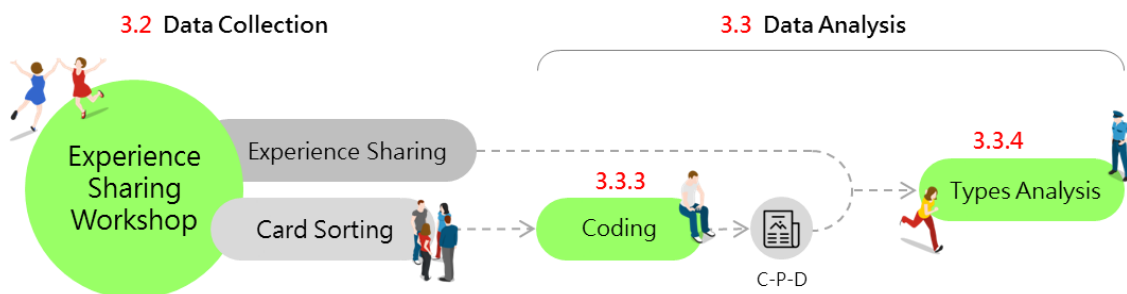 3.2 Data Collection
3.3 Data Analysis
Experience
Sharing
Workshop
Experience Sharing
Card Sorting
3.3.3
Coding
C-P-D
3.3.4
Types Analysis